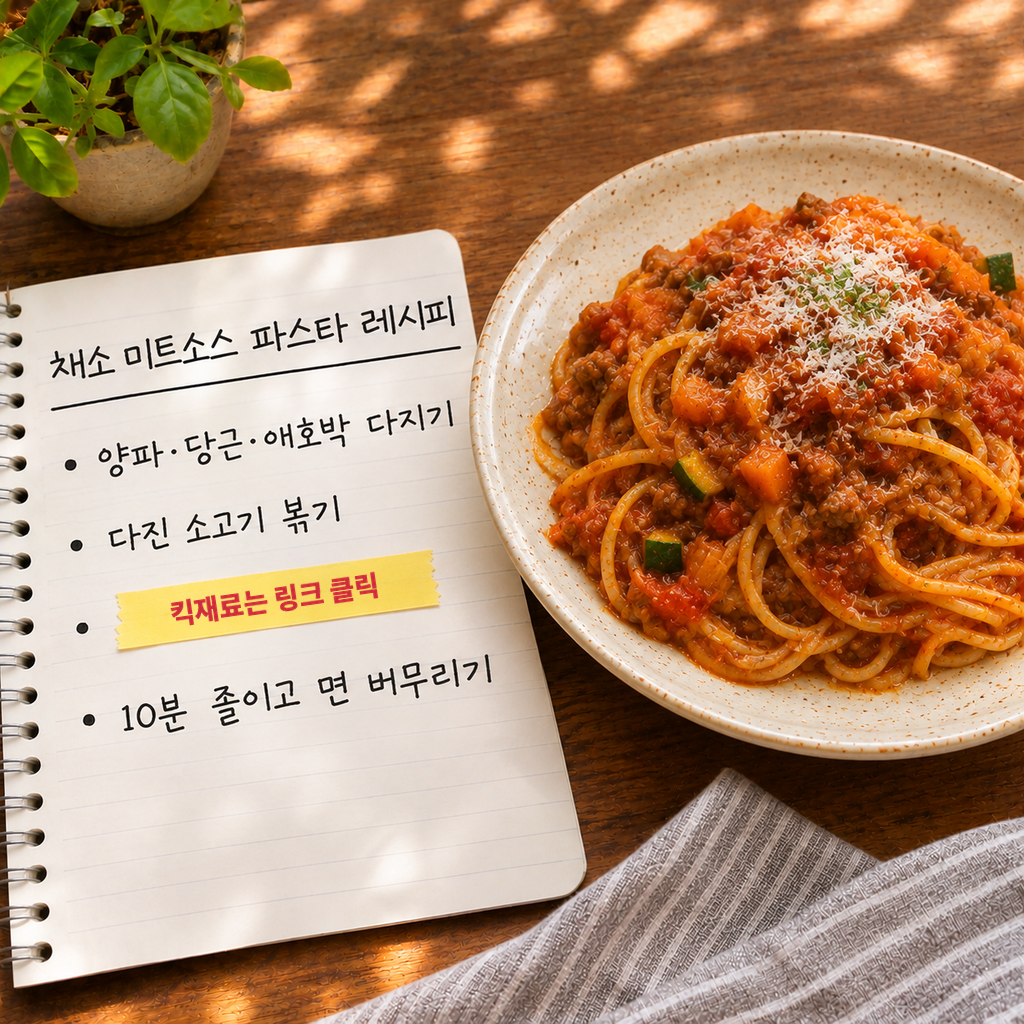 채소 미트소스 파스타 레시피
• 양파·당근·애호박 다지기
• 다진 소고기 볶기
• 킥재료는 링크 클릭
• 10분 졸이고 면 버무리기